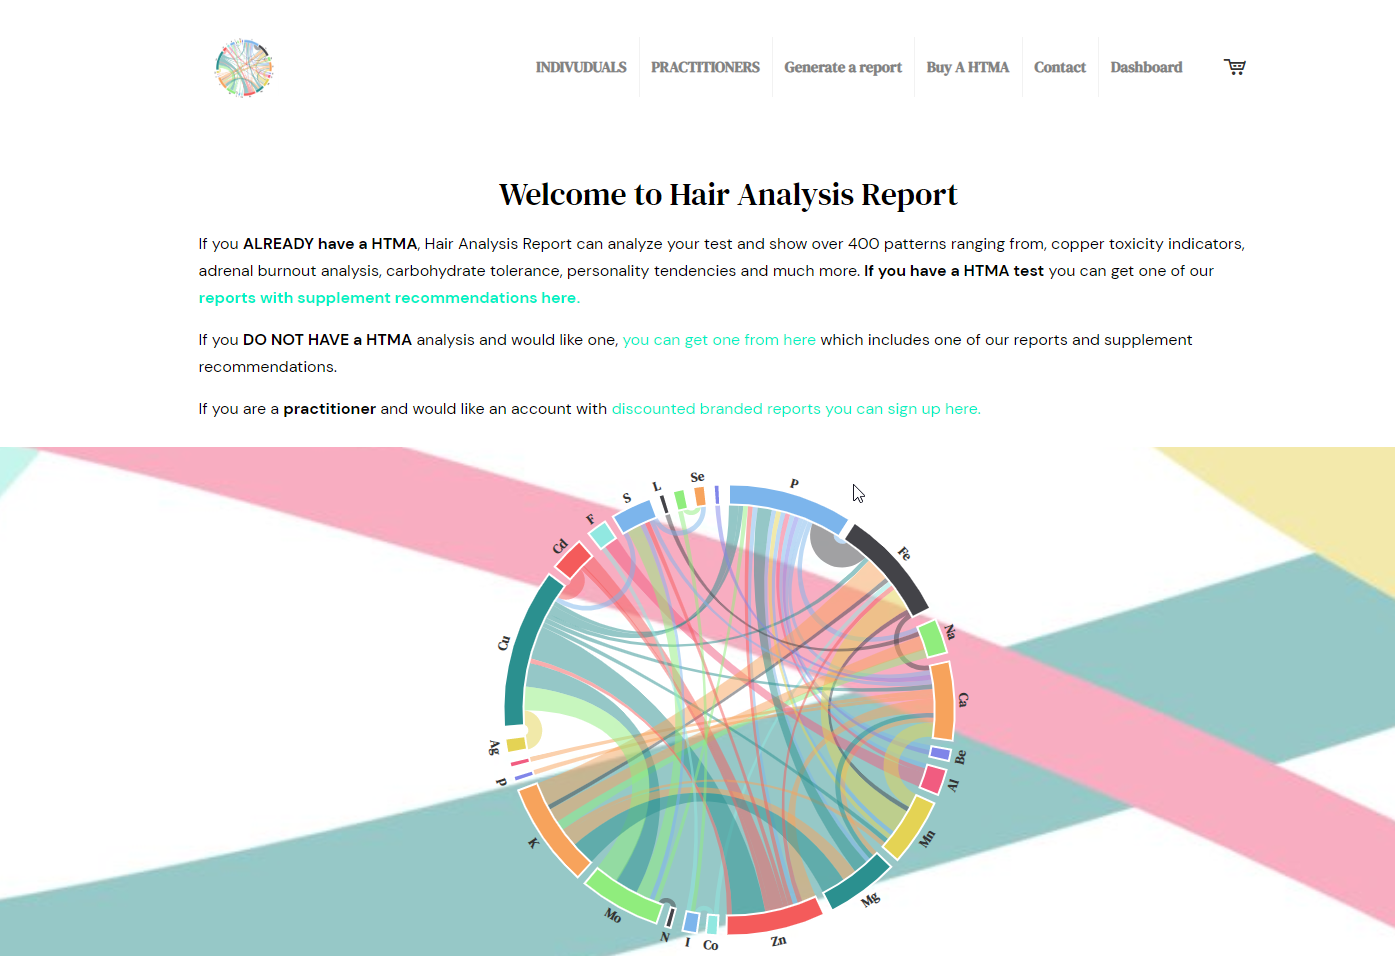 INDIVUDUALS PRACTITIONERS Generate a report Buy A HTMA Contact Dashboard
Welcome to Hair Analysis Report
If you ALREADY have a HTMA, Hair Analysis Report can analyze your test and show over 400 patterns ranging from, copper toxicity indicators,
adrenal burnout analysis, carbohydrate tolerance, personality tendencies and much more. If you have a HTMA test you can get one of our
reports with supplement recommendations here.
If you DO NOT HAVE a HTMA analysis and would like one, you can get one from here which includes one of our reports and supplement
recommendations.
If you are a practitioner and would like an account with discounted branded reports you can sign up here.
P
Fe
Na
Ca
Be
Al
Mn
Mg
Zn
Co
I
N
Mo
K
P
Ag
Cu
Cd
F
S
L
Se